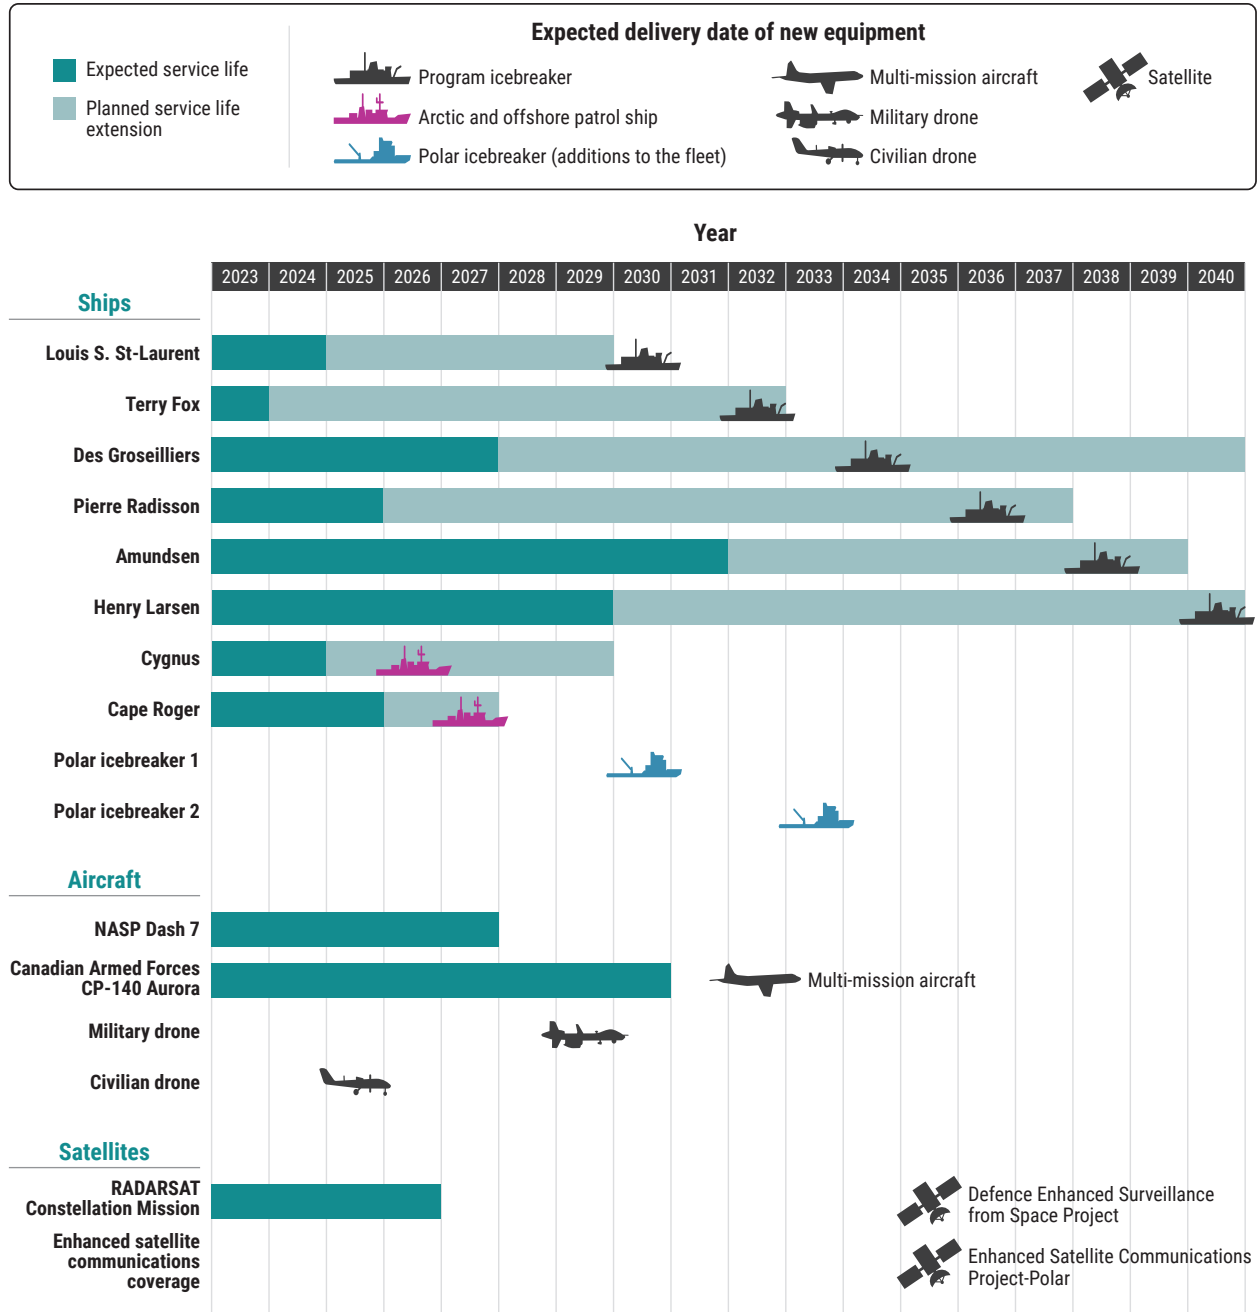 Expected delivery date of new equipment
Expected service life
Planned service life
extension
Program icebreaker
Arctic and offshore patrol ship
Polar icebreaker (additions to the fleet)
Multi-mission aircraft
Military drone
Civilian drone
Satellite
Year
2023 2024 2025 2026 2027 2028 2029 2030 2031 2032 2033 2034 2035 2036 2037 2038 2039 2040
Ships
Louis S. St-Laurent
Terry Fox
Des Groseilliers
Pierre Radisson
Amundsen
Henry Larsen
Cygnus
Cape Roger
Polar icebreaker 1
Polar icebreaker 2
Aircraft
NASP Dash 7
Canadian Armed Forces
CP-140 Aurora
Multi-mission aircraft
Military drone
Civilian drone
Satellites
RADARSAT
Constellation Mission
Defence Enhanced Surveillance
from Space Project
Enhanced satellite
communications
coverage
Enhanced Satellite Communications
Project-Polar